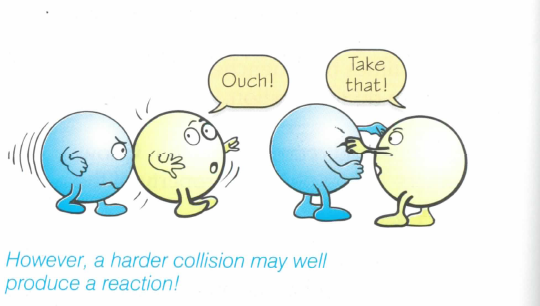 Ouch!
Take
that!
However, a harder collision may well
produce a reaction!